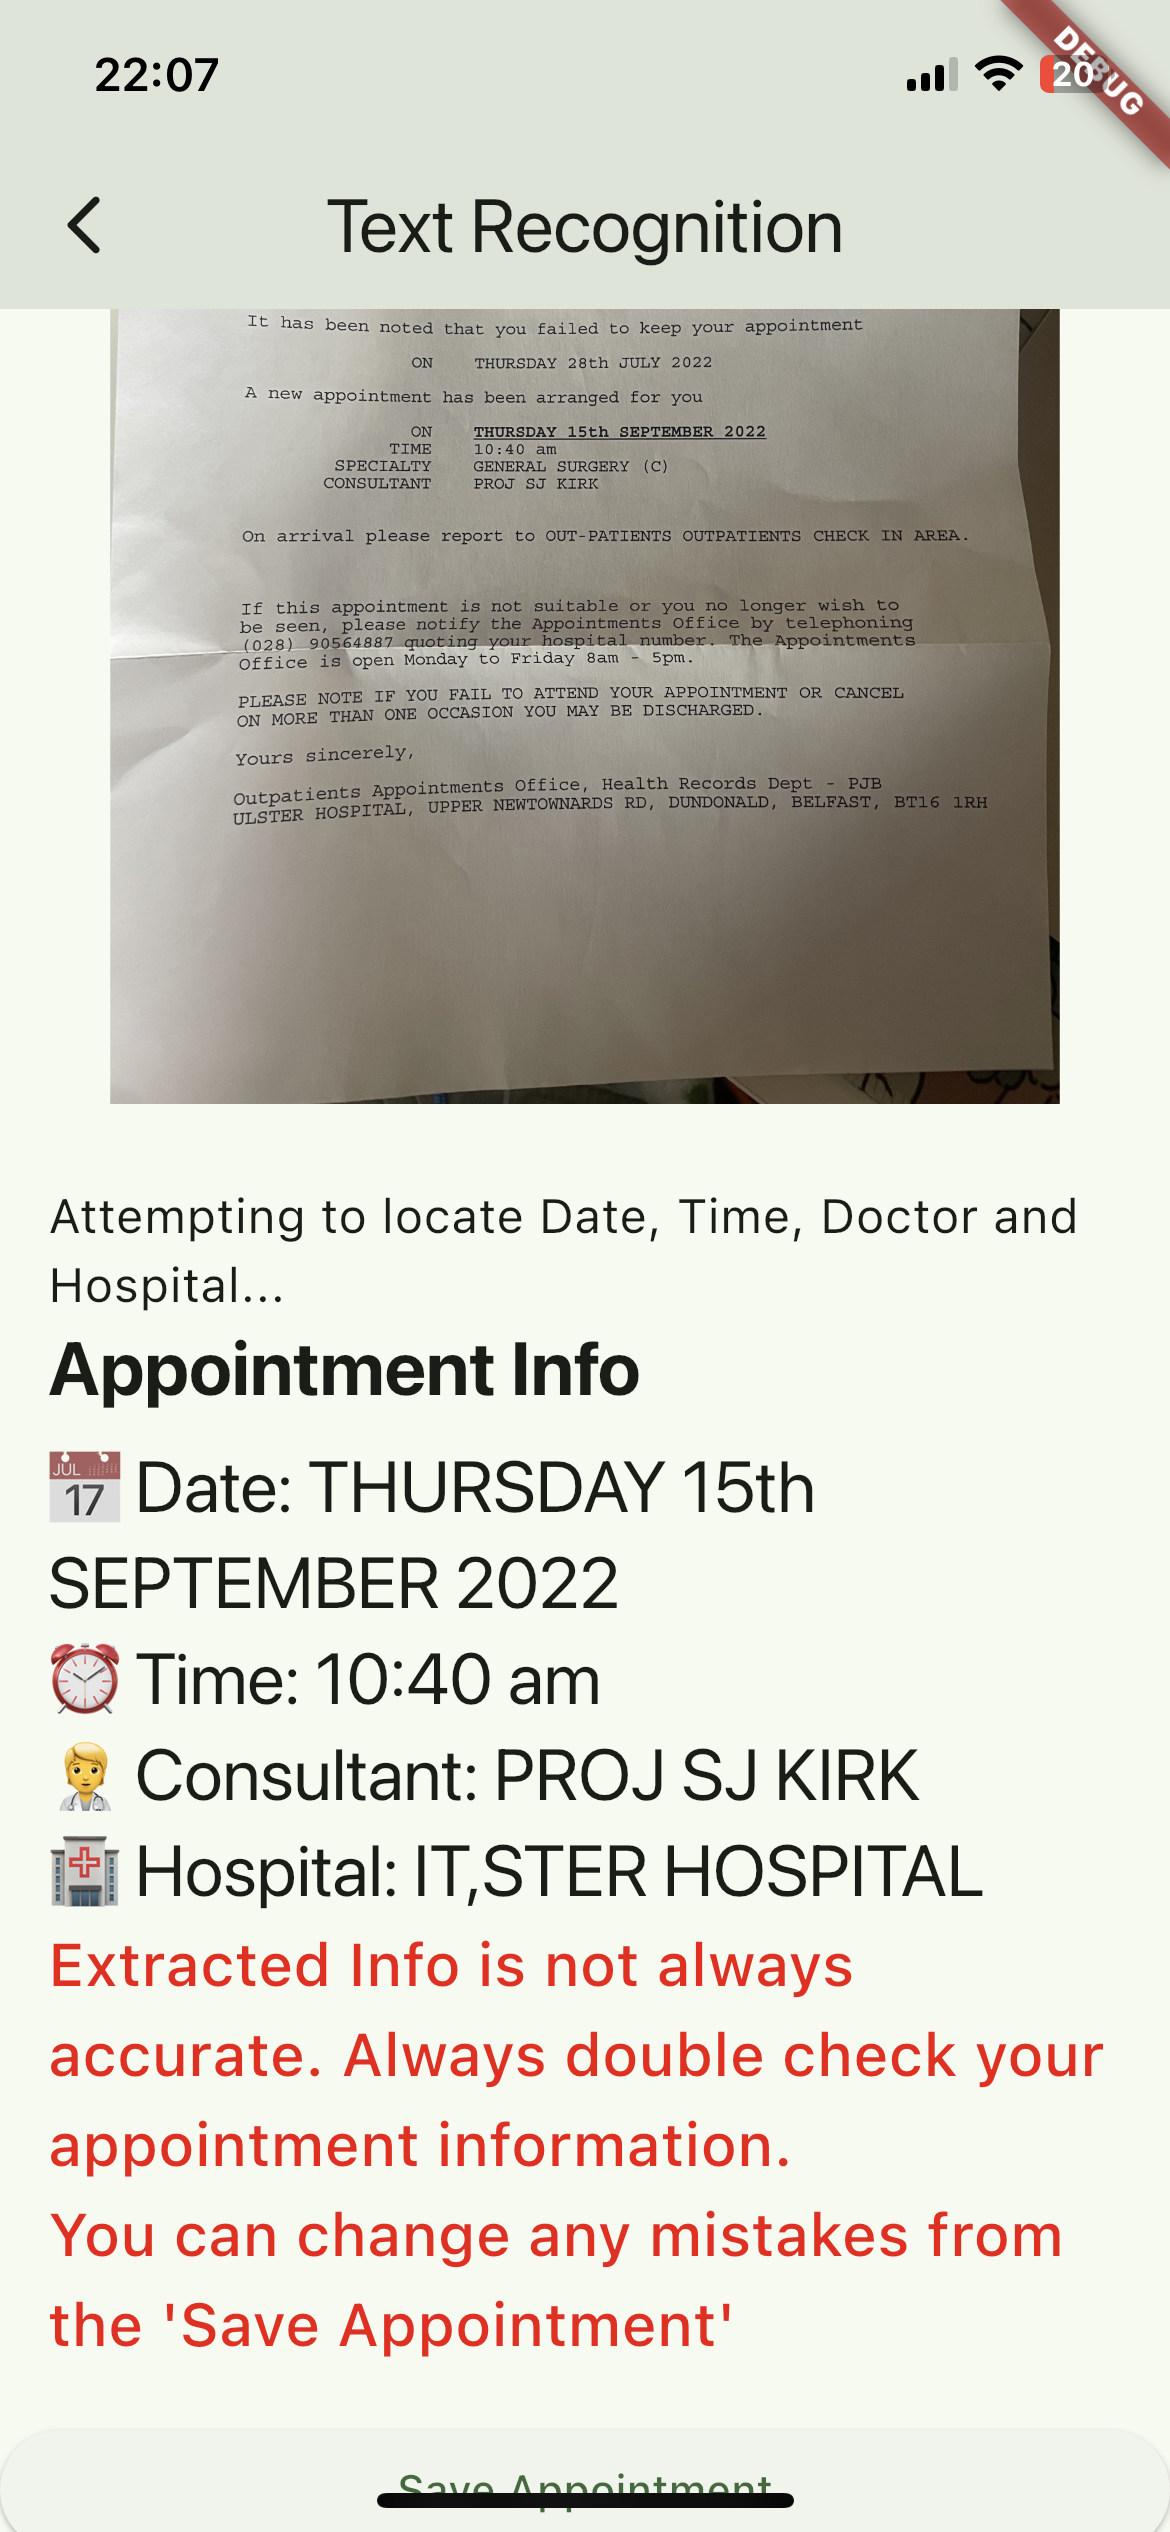 22:07
20
DEBUG
Text Recognition
It has been noted that you failed to keep your appointment
ON THURSDAY 28th JULY 2022
A new appointment has been arranged for you
ON THURSDAY 15th SEPTEMBER 2022
TIME 10:40 am
SPECIALTY GENERAL SURGERY (C)
CONSULTANT PROJ SJ KIRK
On arrival please report to OUT-PATIENTS OUTPATIENTS CHECK IN AREA.
If this appointment is not suitable or you no longer wish to
be seen, please notify the Appointments Office by telephoning
(028) 90564887 quoting your hospital number. The Appointments
Office is open Monday to Friday 8am - 5pm.
PLEASE NOTE IF YOU FAIL TO ATTEND YOUR APPOINTMENT OR CANCEL
ON MORE THAN ONE OCCASION YOU MAY BE DISCHARGED.
Yours sincerely,
Outpatients Appointments Office, Health Records Dept - PJB
ULSTER HOSPITAL, UPPER NEWTOWNARDS RD, DUNDONALD, BELFAST, BT16 1RH
Attempting to locate Date, Time, Doctor and
Hospital...
Appointment Info
JUL
17
Date: THURSDAY 15th
SEPTEMBER 2022
Time: 10:40 am
Consultant: PROJ SJ KIRK
Hospital: IT,STER HOSPITAL
Extracted Info is not always
accurate. Always double check your
appointment information.
You can change any mistakes from
the 'Save Appointment'
Save Appointment